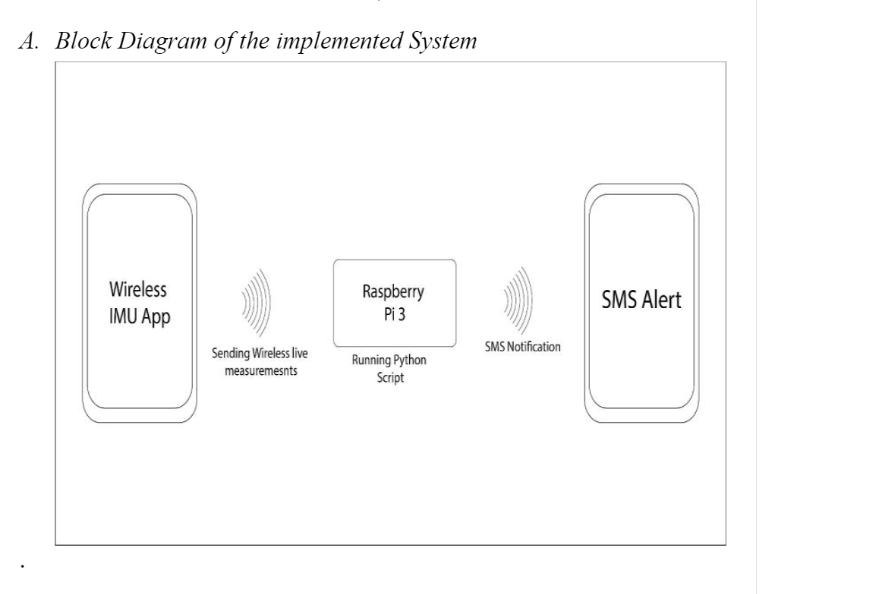 A. Block Diagram of the implemented System
Wireless
IMU App
Sending Wireless live
measuremesnts
Raspberry
Pi 3
Running Python
Script
SMS Notification
SMS Alert
.